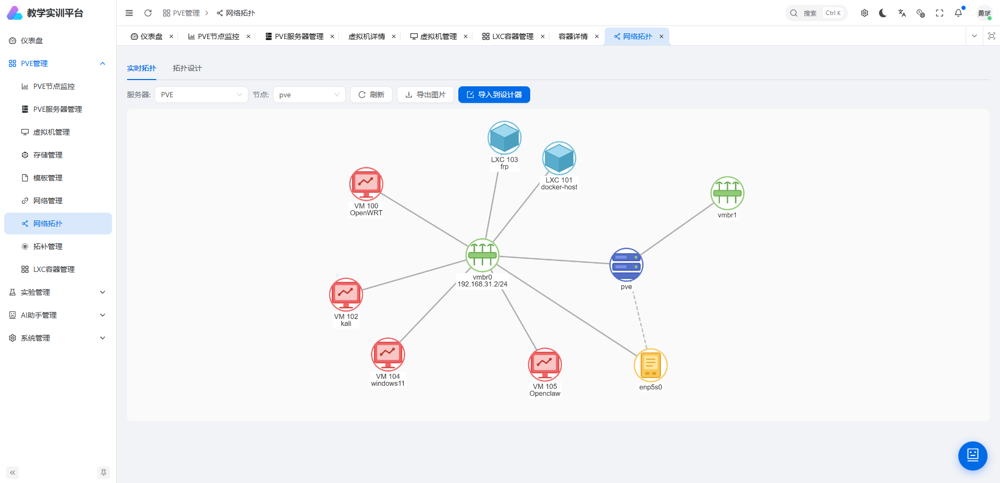 教学实训平台
PVE管理
网络拓扑
搜索
Ctrl K
勇斌
仪表盘
PVE节点监控
PVE服务器管理
虚拟机详情
虚拟机管理
LXC容器管理
容器详情
网络拓扑
仪表盘
PVE管理
PVE节点监控
PVE服务器管理
虚拟机管理
存储管理
模板管理
网络管理
网络拓扑
拓补管理
LXC容器管理
实验管理
AI助手管理
系统管理
实时拓扑
拓扑设计
服务器:
PVE
节点:
pve
刷新
导出图片
导入到设计器
LXC 103
frp
LXC 101
docker-host
VM 100
OpenWRT
vmbr1
vmbr0
192.168.31.2/24
pve
VM 102
kali
VM 104
windows11
VM 105
Openclaw
enp5s0